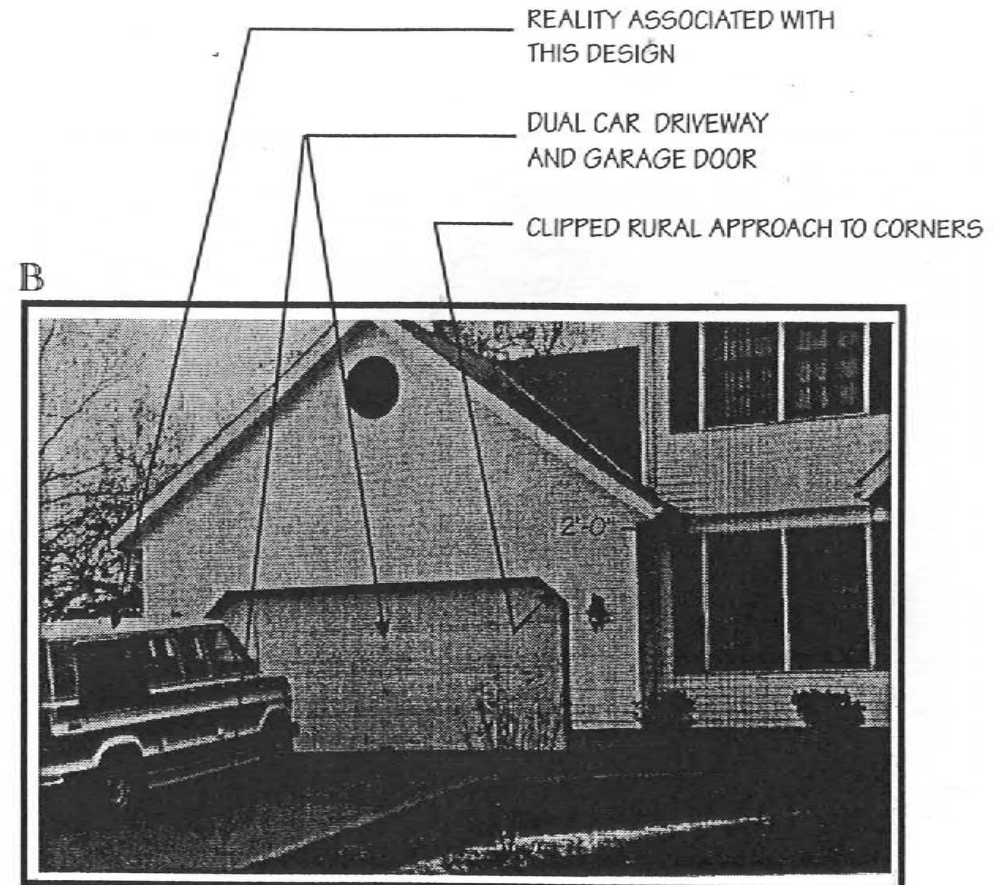 REALITY ASSOCIATED WITH
THIS DESIGN
DUAL CAR DRIVEWAY
AND GARAGE DOOR
CLIPPED RURAL APPROACH TO CORNERS
B
2'-0"